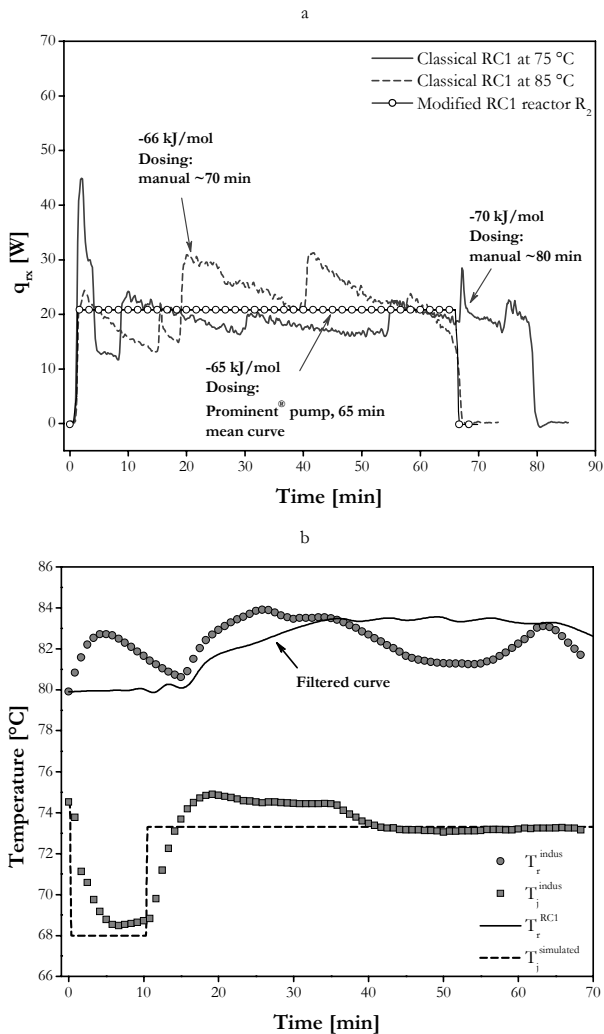 a
70
60
50
40
30
20
10
0
q_rx [W]
Classical RC1 at 75 °C
Classical RC1 at 85 °C
Modified RC1 reactor R_2
-66 kJ/mol
Dosing:
manual ~70 min
-70 kJ/mol
Dosing:
manual ~80 min
-65 kJ/mol
Dosing:
Prominent® pump, 65 min
mean curve
0 10 20 30 40 50 60 70 80 90
Time [min]
b
86
84
82
80
78
76
74
72
70
68
66
Temperature [°C]
Filtered curve
T_r^indus
T_j^indus
T_r^RC1
T_j^simulated
0 10 20 30 40 50 60 70
Time [min]